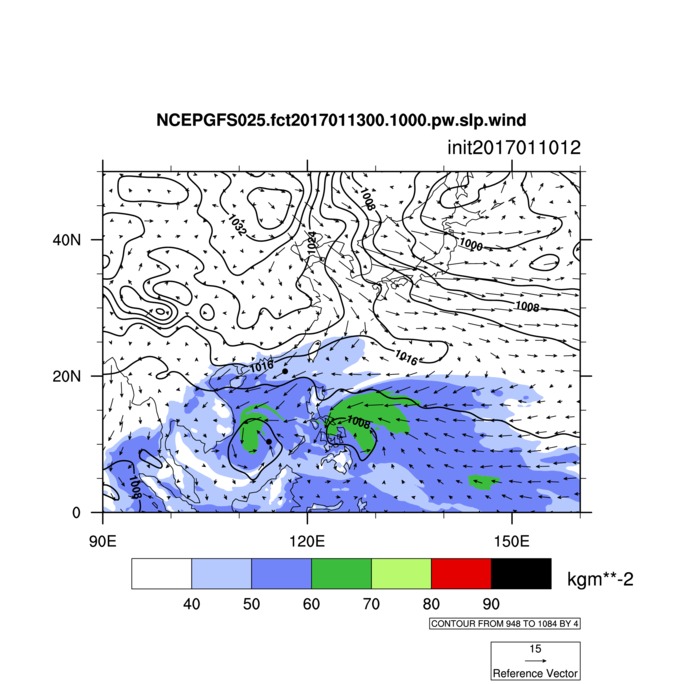 NCEPGFS025.fct2017011300.1000.pw.slp.wind
init2017011012
1008
1032
1024
1000
40N
1008
1016
1016
20N
1008
1008
0
90E 120E 150E
kgm**-2
40 50 60 70 80 90
CONTOUR FROM 948 TO 1084 BY 4
15
Reference Vector